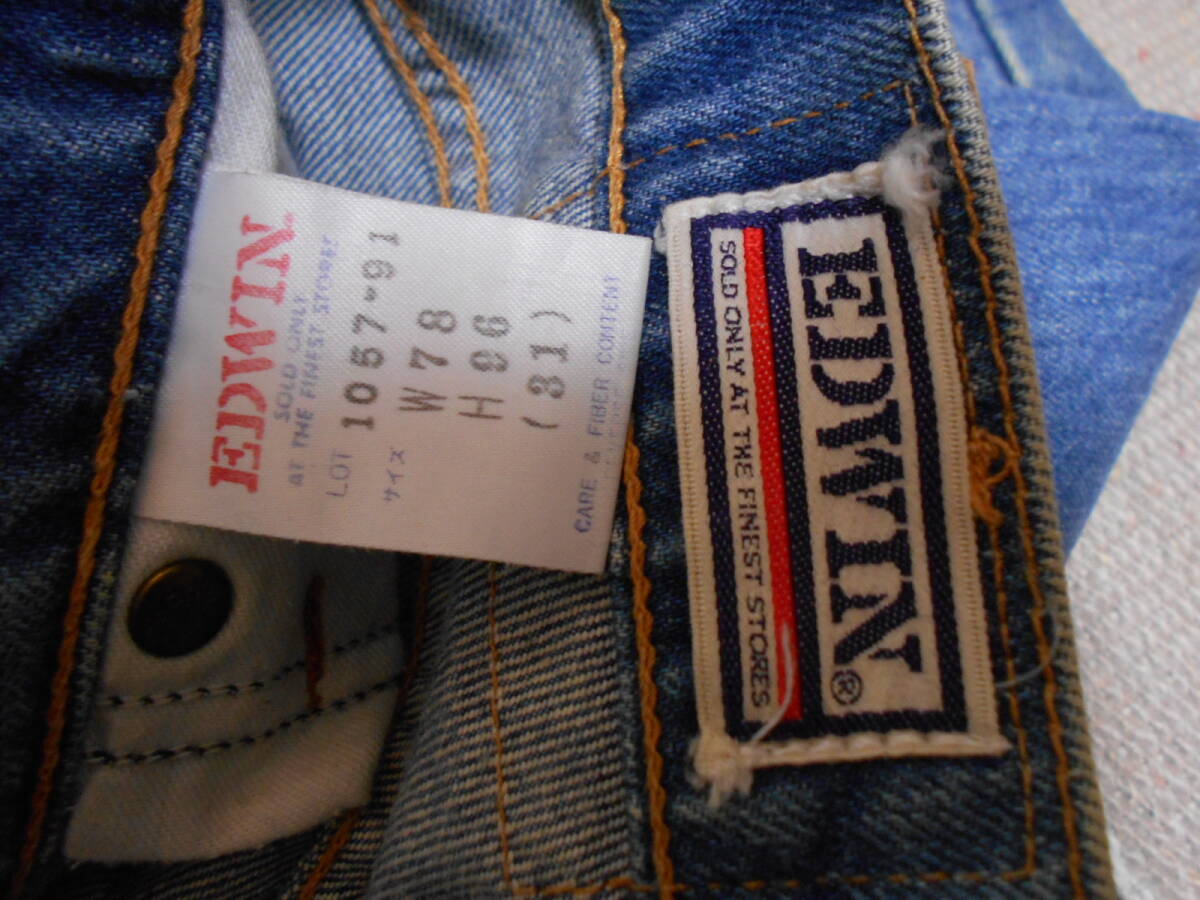 EDWIN
SOLD ONLY
AT THE FINEST STORES
LOT 1057-91
サイズ W78
H96
(31)
CARE & FIBER CONTENT
EDWIN®
SOLD ONLY AT THE FINEST STORES